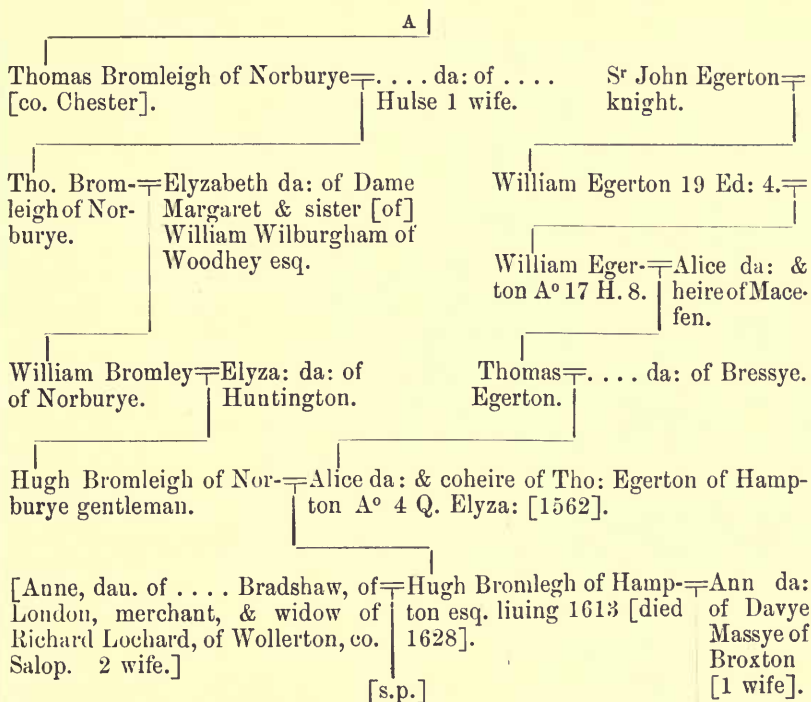 A
Thomas Bromleigh of Norburye=. . . . da: of . . . .
[co. Chester]. Hulse 1 wife.
Sʳ John Egerton=
knight.
Tho. Brom-=Elyzabeth da: of Dame
leigh of Nor- Margaret & sister [of]
burye. William Wilburgham of
Woodhey esq.
William Egerton 19 Ed: 4.=
William Eger-=Alice da: &
ton Aᵒ 17 H. 8. heire of Mace-
fen.
William Bromley=Elyza: da: of
of Norburye. Huntington.
Thomas=. . . . da: of Bressye.
Egerton.
Hugh Bromleigh of Nor-=Alice da: & coheire of Tho: Egerton of Hamp-
burye gentleman. ton Aᵒ 4 Q. Elyza: [1562].
[Anne, dau. of . . . . Bradshaw, of=Hugh Bromlegh of Hamp-=Ann da:
London, merchant, & widow of ton esq. liuing 1613 [died of Davye
Richard Lochard, of Wollerton, co. 1628]. Massye of
Salop. 2 wife.] Broxton
[s.p.] [1 wife].